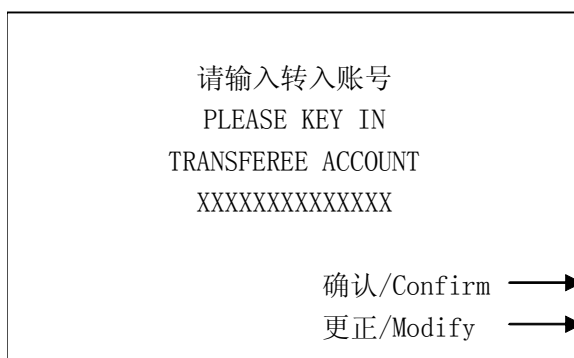 请输入转入账号
PLEASE KEY IN
TRANSFEREE ACCOUNT
XXXXXXXXXXXXXX
确认/Confirm
更正/Modify